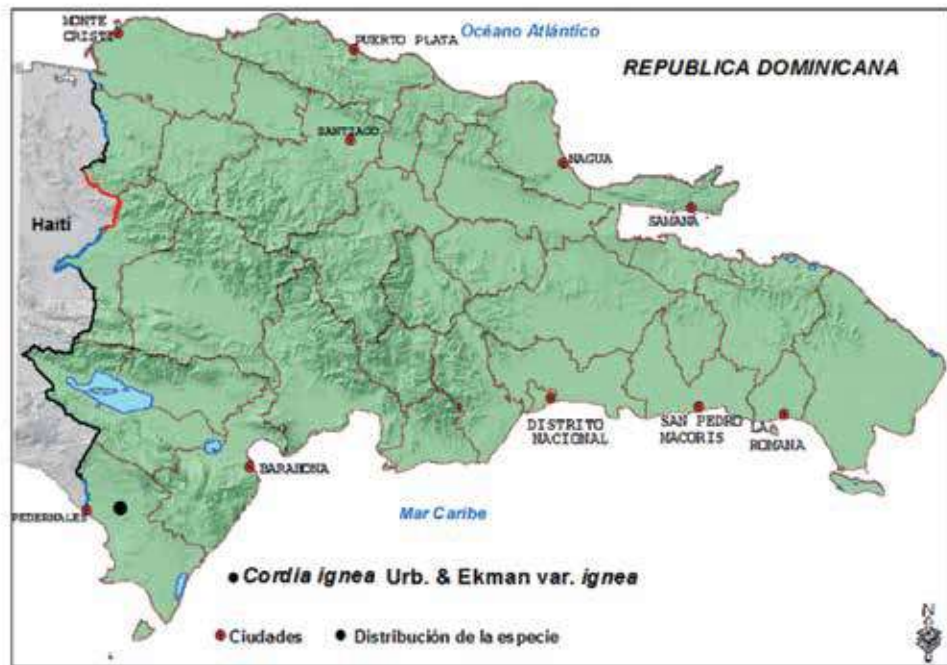 MONTE
CRISTI
PUERTO PLATA
Océano Atlántico
REPUBLICA DOMINICANA
SANTIAGO
NAGUA
SAMANA
Haití
DISTRITO
NACIONAL
SAN PEDRO
MACORIS
LA
ROMANA
BARAHONA
PEDERNALES
Mar Caribe
Cordia ignea Urb. & Ekman var. ignea
Ciudades
Distribución de la especie
N